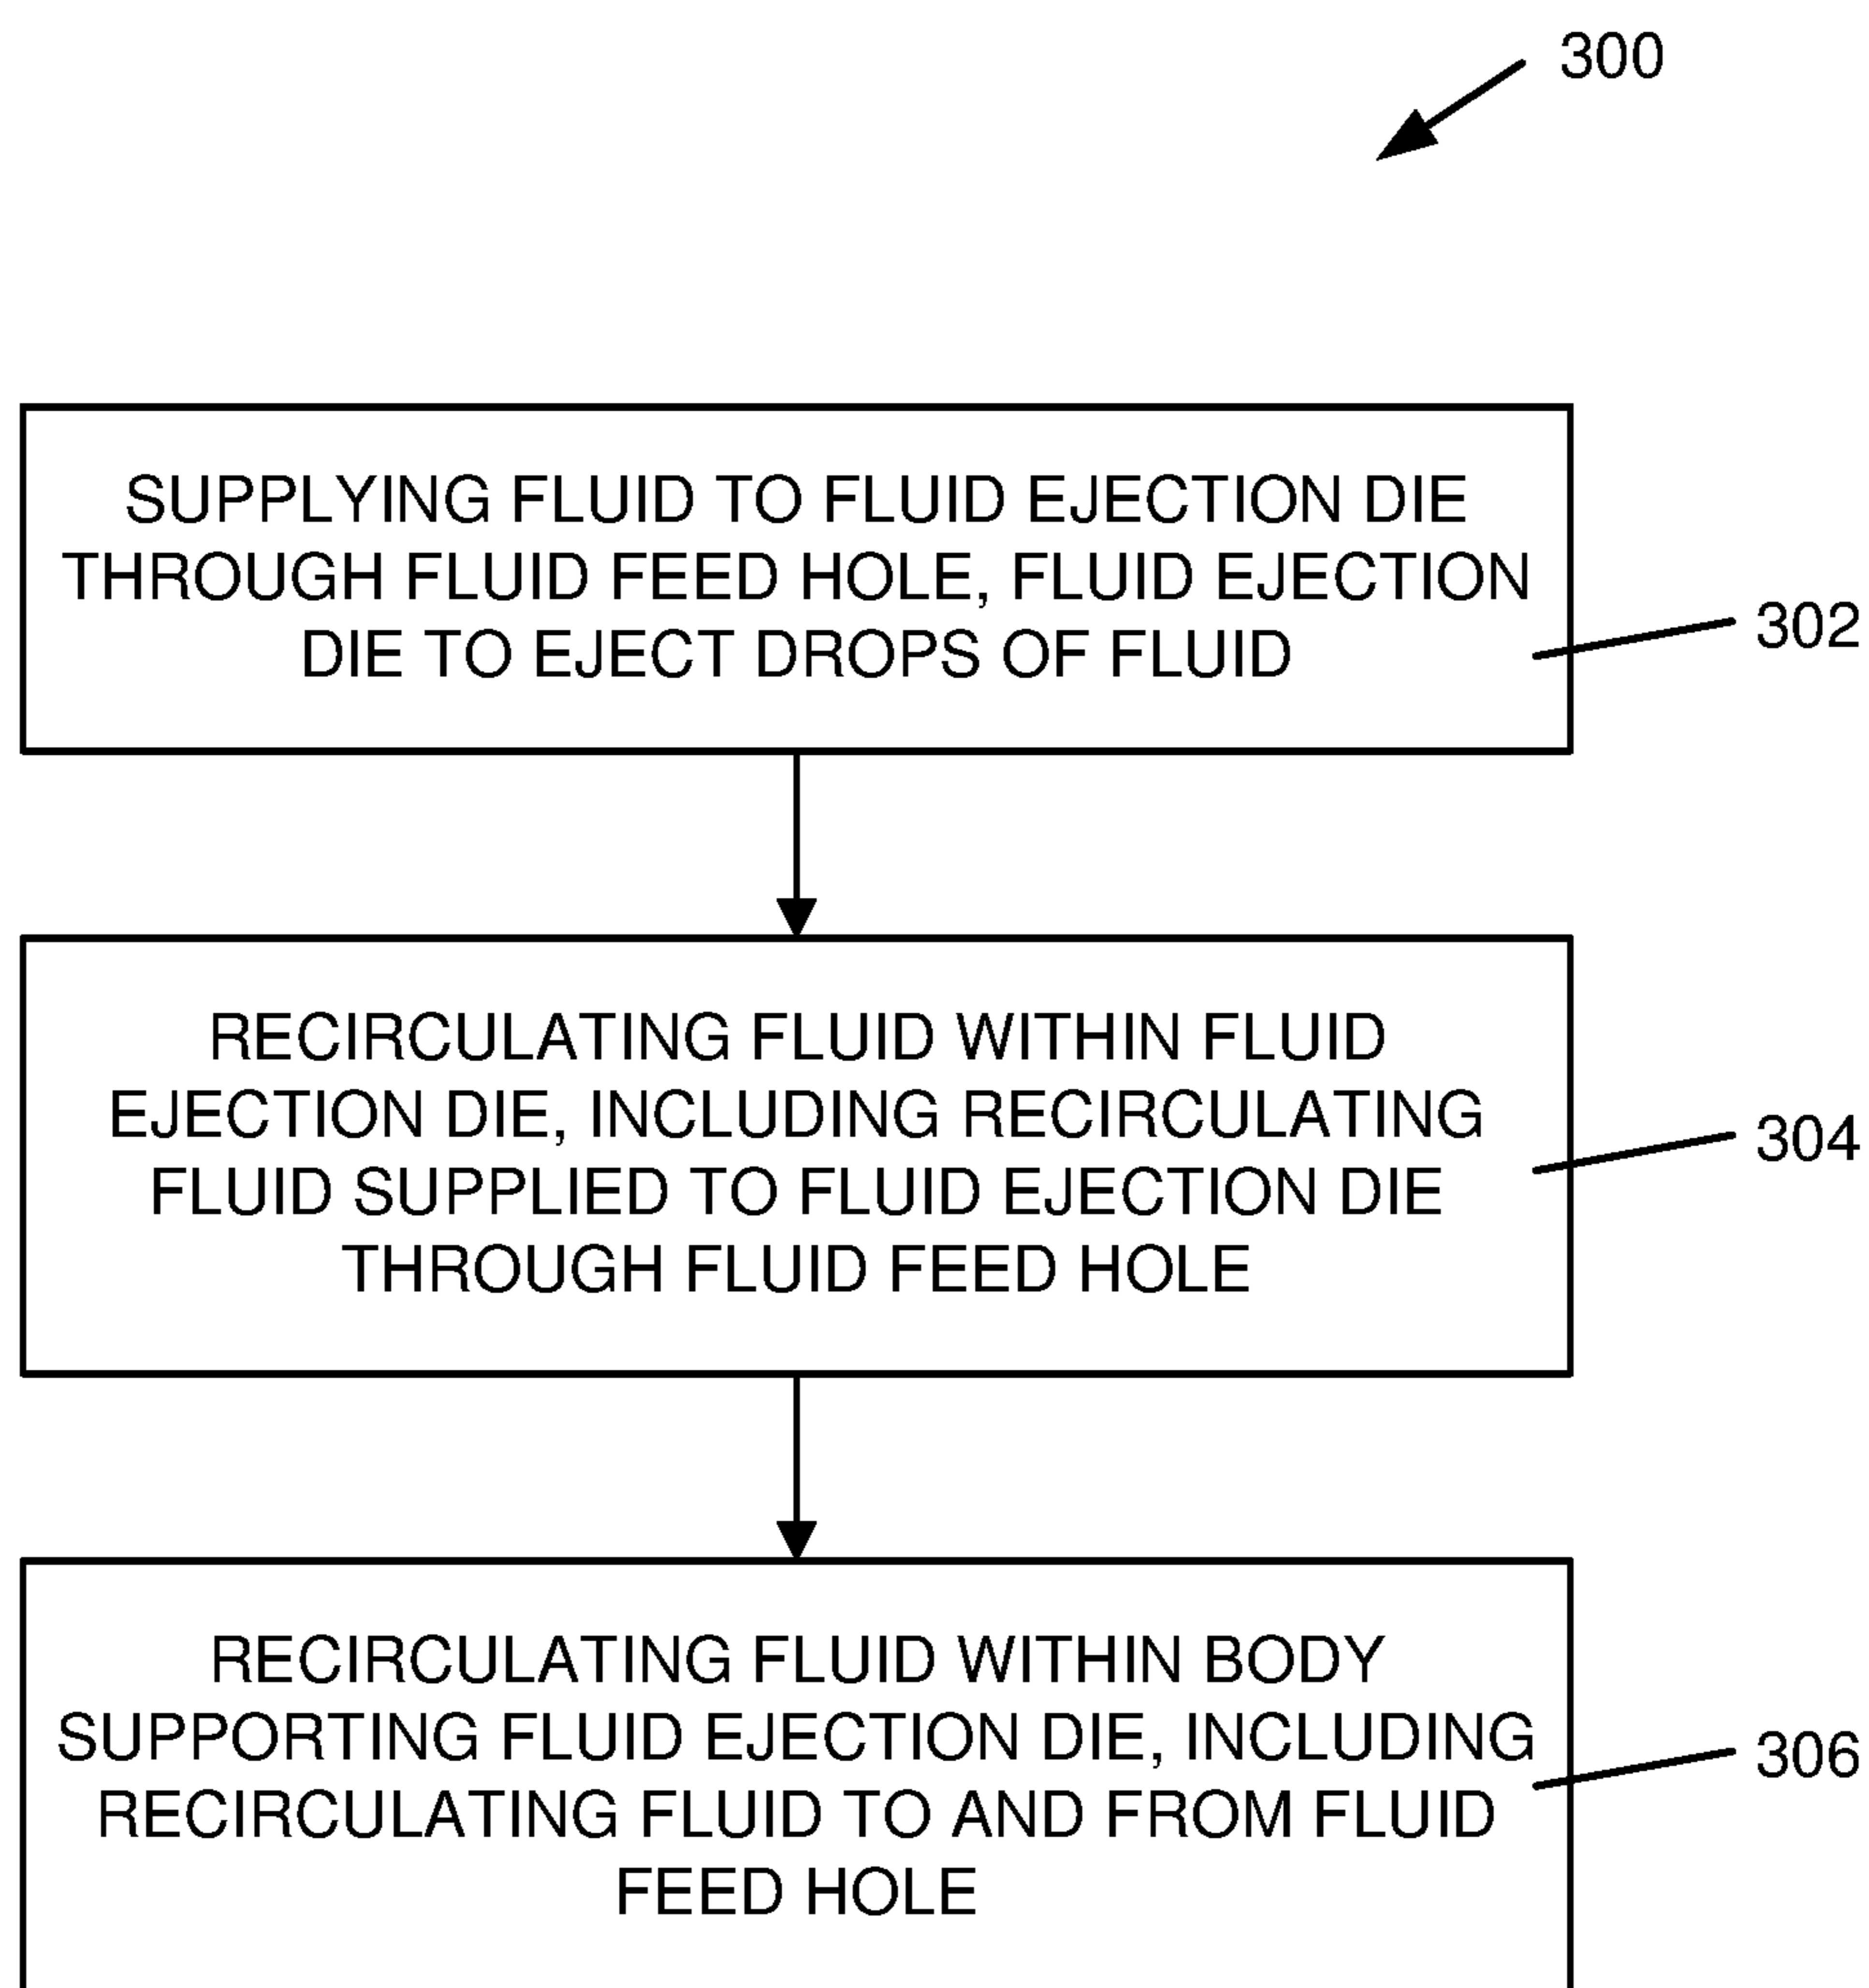 300
SUPPLYING FLUID TO FLUID EJECTION DIE
THROUGH FLUID FEED HOLE, FLUID EJECTION
DIE TO EJECT DROPS OF FLUID
302
RECIRCULATING FLUID WITHIN FLUID
EJECTION DIE, INCLUDING RECIRCULATING
FLUID SUPPLIED TO FLUID EJECTION DIE
THROUGH FLUID FEED HOLE
304
RECIRCULATING FLUID WITHIN BODY
SUPPORTING FLUID EJECTION DIE, INCLUDING
RECIRCULATING FLUID TO AND FROM FLUID
FEED HOLE
306